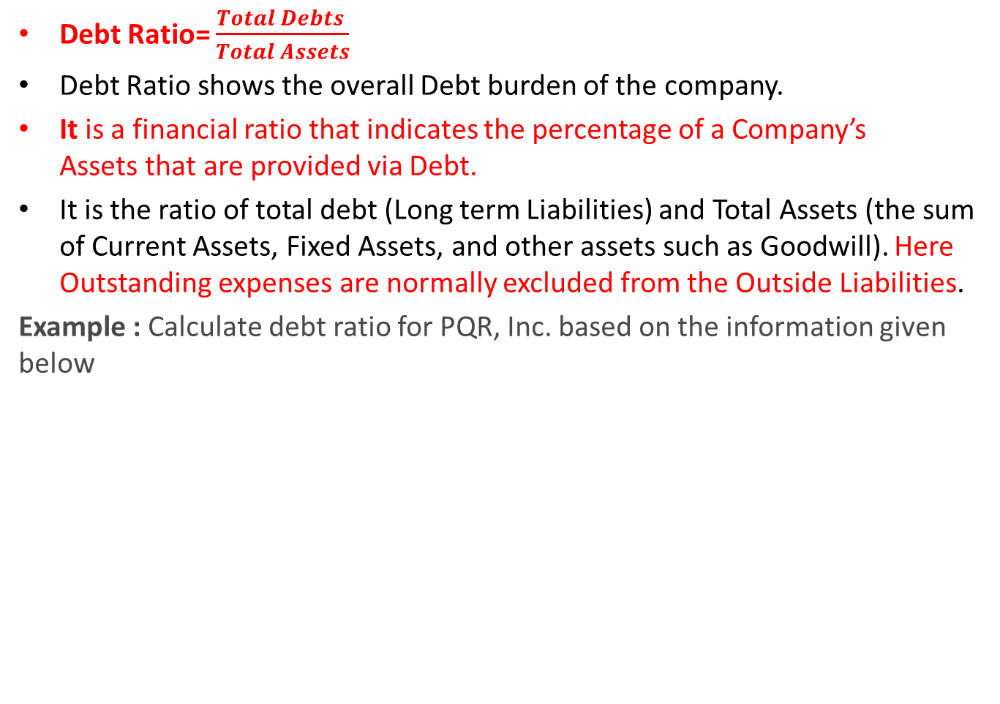 • Debt Ratio= Total Debts / Total Assets
• Debt Ratio shows the overall Debt burden of the company.
• It is a financial ratio that indicates the percentage of a Company’s
Assets that are provided via Debt.
• It is the ratio of total debt (Long term Liabilities) and Total Assets (the sum
of Current Assets, Fixed Assets, and other assets such as Goodwill). Here
Outstanding expenses are normally excluded from the Outside Liabilities.
Example : Calculate debt ratio for PQR, Inc. based on the information given
below